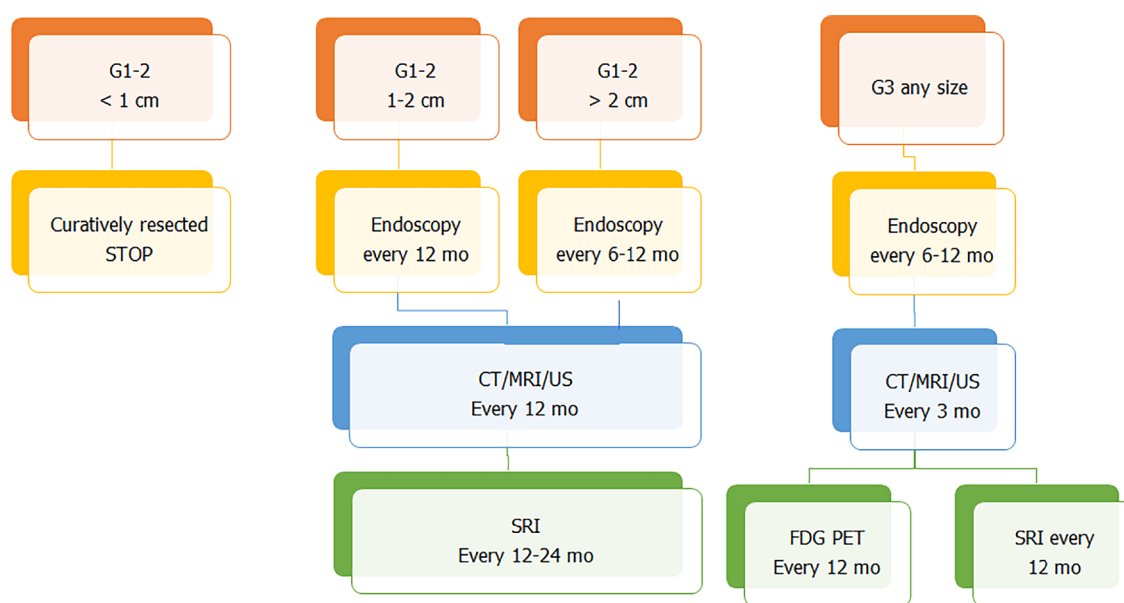 G1-2
< 1 cm
G1-2
1-2 cm
G1-2
> 2 cm
G3 any size
Curatively resected
STOP
Endoscopy
every 12 mo
Endoscopy
every 6-12 mo
Endoscopy
every 6-12 mo
CT/MRI/US
Every 12 mo
CT/MRI/US
Every 3 mo
SRI
Every 12-24 mo
FDG PET
Every 12 mo
SRI every
12 mo